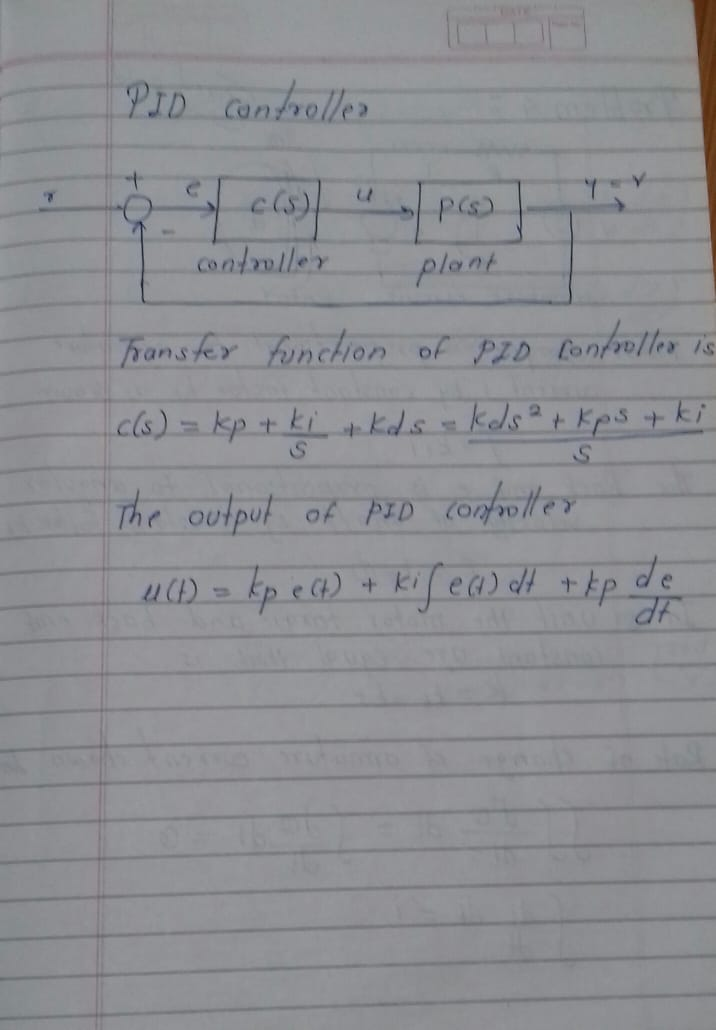 DATE
PID controller
r + e c(s) u p(s) y = r
-
controller plant
Transfer function of PID controller is
c(s) = kp + ki/s + kds = kds² + kps + ki/s
The output of PID controller
u(t) = kp e(t) + ki∫e(t) dt + kp de/dt